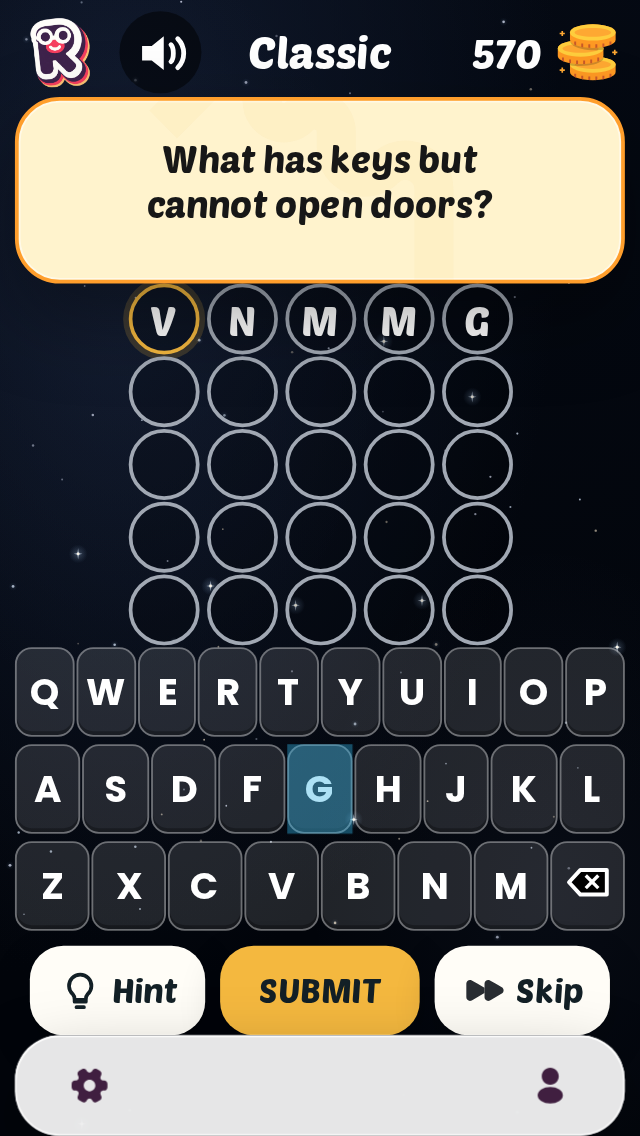 R
Classic
570
What has keys but
cannot open doors?
V N M M G
Q W E R T Y U I O P
A S D F G H J K L
Z X C V B N M
Hint SUBMIT Skip